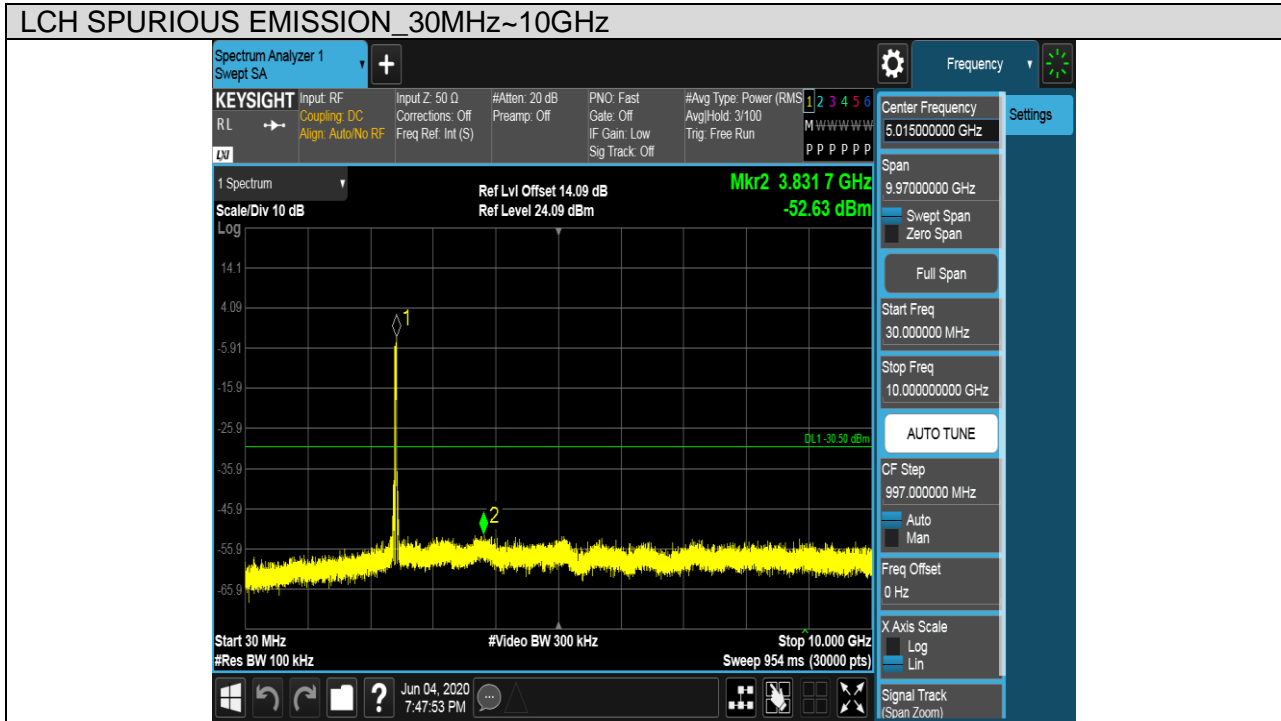 LCH SPURIOUS EMISSION_30MHz~10GHz
Spectrum Analyzer 1
Swept SA
+
Frequency
KEYSIGHT
RL
LXI
Input: RF
Coupling: DC
Align: Auto/No RF
Input Z: 50 Ω
Corrections: Off
Freq Ref: Int (S)
#Atten: 20 dB
Preamp: Off
PNO: Fast
Gate: Off
IF Gain: Low
Sig Track: Off
#Avg Type: Power (RMS
Avg|Hold: 3/100
Trig: Free Run
1 2 3 4 5 6
M W W W W W
P P P P P P
Center Frequency
5.015000000 GHz
Settings
1 Spectrum
Ref Lvl Offset 14.09 dB
Mkr2 3.831 7 GHz
Scale/Div 10 dB
Ref Level 24.09 dBm
-52.63 dBm
Log
14.1
4.09
-5.91
-15.9
-25.9
-35.9
-45.9
-55.9
-65.9
1
DL1 -30.50 dBm
2
Start 30 MHz
#Video BW 300 kHz
Stop 10.000 GHz
#Res BW 100 kHz
Sweep 954 ms (30000 pts)
Span
9.97000000 GHz
Swept Span
Zero Span
Full Span
Start Freq
30.000000 MHz
Stop Freq
10.000000000 GHz
AUTO TUNE
CF Step
997.000000 MHz
Auto
Man
Freq Offset
0 Hz
X Axis Scale
Log
Lin
Signal Track
(Span Zoom)
?
Jun 04, 2020
7:47:53 PM